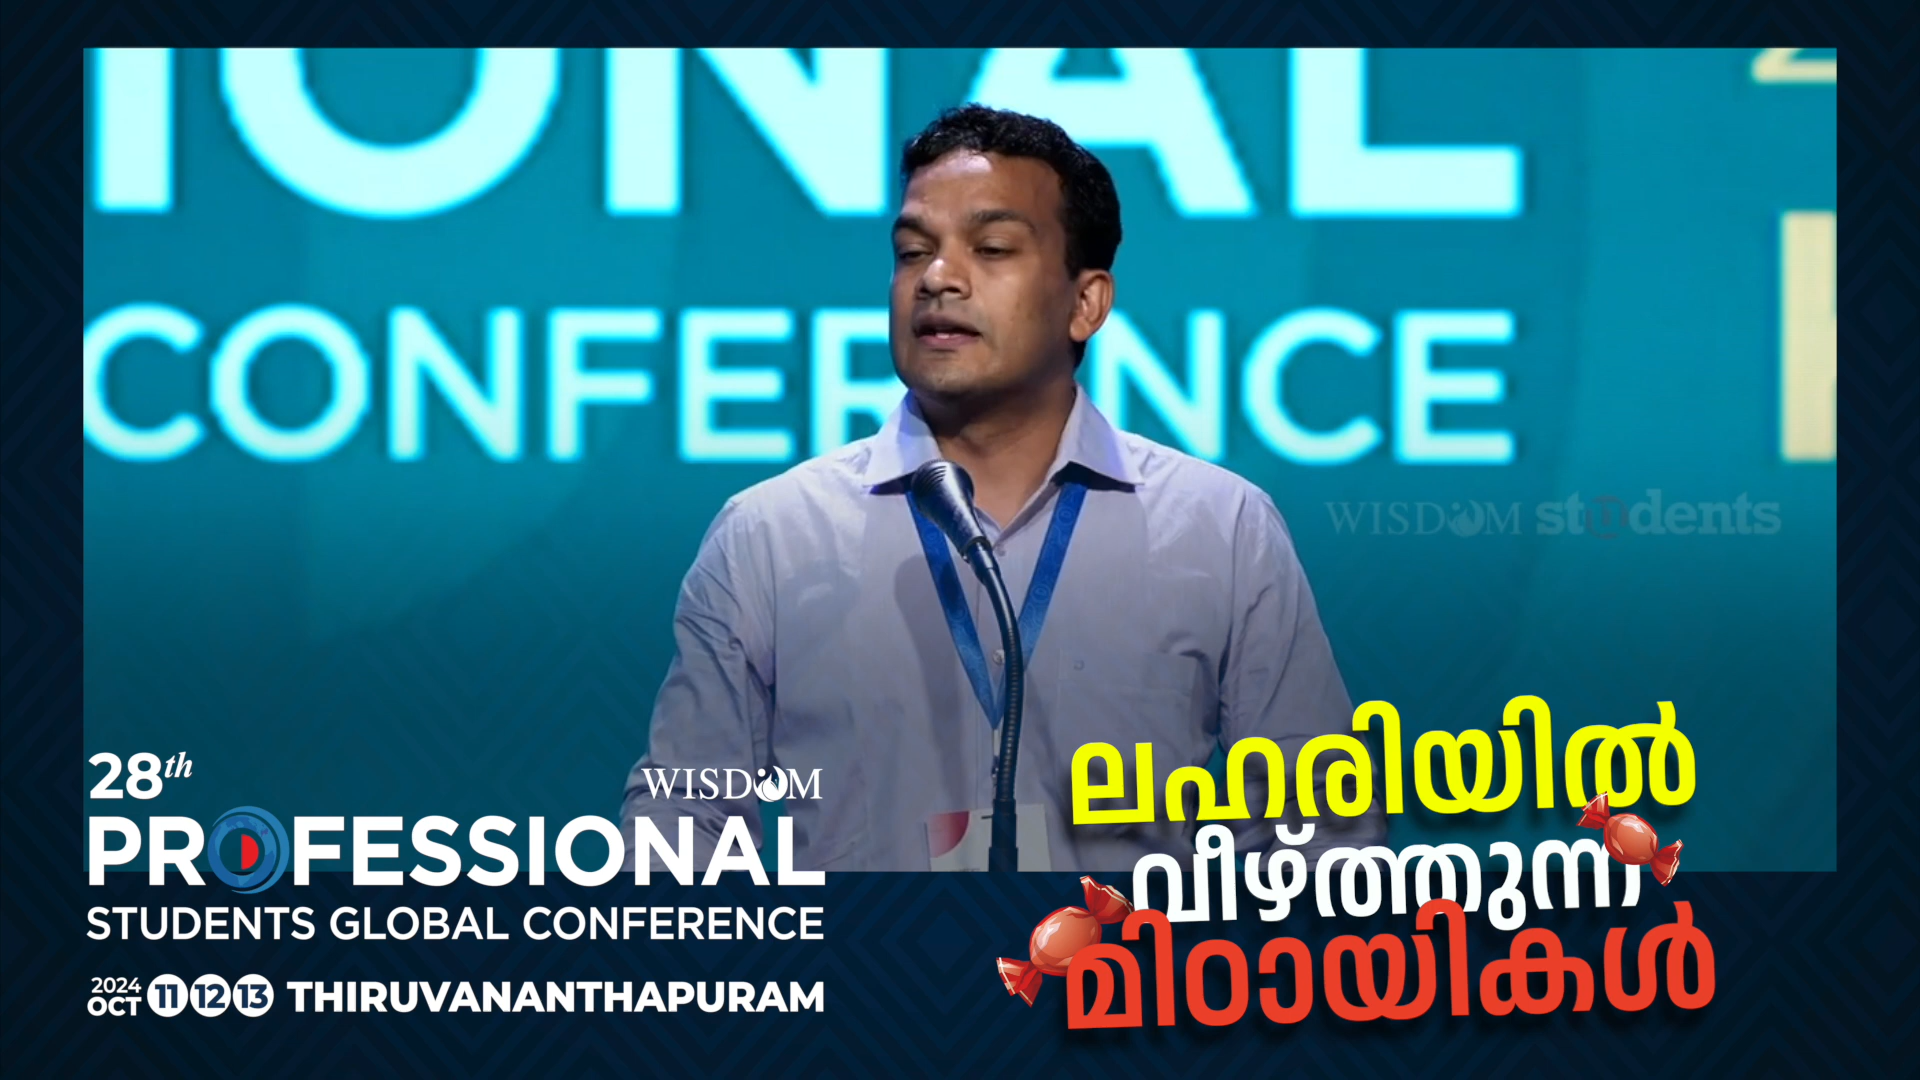 IONAL
CONFERENCE
WISDOM students
28th
WISDOM
PROFESSIONAL
STUDENTS GLOBAL CONFERENCE
2024 OCT 11 12 13 THIRUVANANTHAPURAM
ലഹരിയിൽ
വീഴ്ത്തുന്ന
മിഠായികൾ